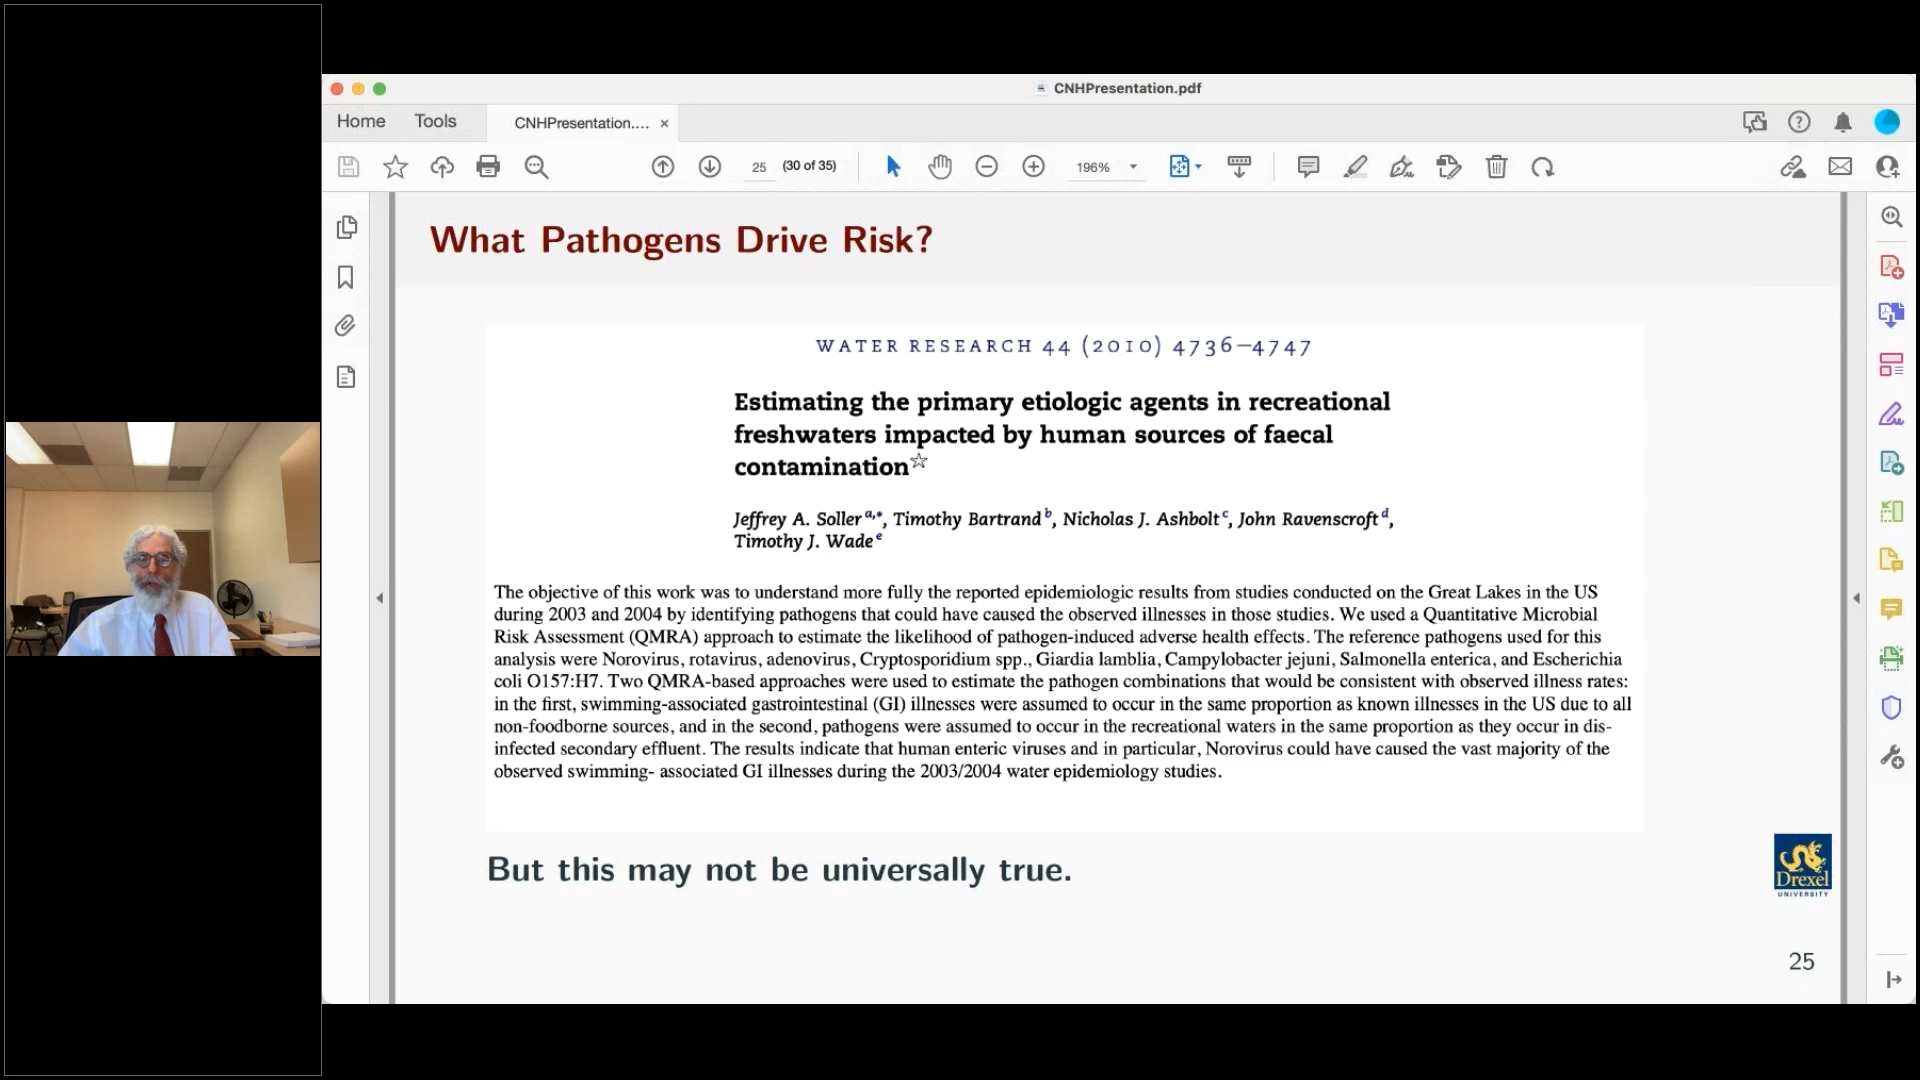 CNHPresentation.pdf
Home Tools CNHPresentation.... ×
25 (30 of 35) 196%
What Pathogens Drive Risk?
WATER RESEARCH 44 (2010) 4736–4747
Estimating the primary etiologic agents in recreational
freshwaters impacted by human sources of faecal
contamination☆
Jeffrey A. Soller a,*, Timothy Bartrand b, Nicholas J. Ashbolt c, John Ravenscroft d,
Timothy J. Wade e
The objective of this work was to understand more fully the reported epidemiologic results from studies conducted on the Great Lakes in the US
during 2003 and 2004 by identifying pathogens that could have caused the observed illnesses in those studies. We used a Quantitative Microbial
Risk Assessment (QMRA) approach to estimate the likelihood of pathogen-induced adverse health effects. The reference pathogens used for this
analysis were Norovirus, rotavirus, adenovirus, Cryptosporidium spp., Giardia lamblia, Campylobacter jejuni, Salmonella enterica, and Escherichia
coli O157:H7. Two QMRA-based approaches were used to estimate the pathogen combinations that would be consistent with observed illness rates:
in the first, swimming-associated gastrointestinal (GI) illnesses were assumed to occur in the same proportion as known illnesses in the US due to all
non-foodborne sources, and in the second, pathogens were assumed to occur in the recreational waters in the same proportion as they occur in dis-
infected secondary effluent. The results indicate that human enteric viruses and in particular, Norovirus could have caused the vast majority of the
observed swimming- associated GI illnesses during the 2003/2004 water epidemiology studies.
But this may not be universally true.
Drexel
UNIVERSITY
25